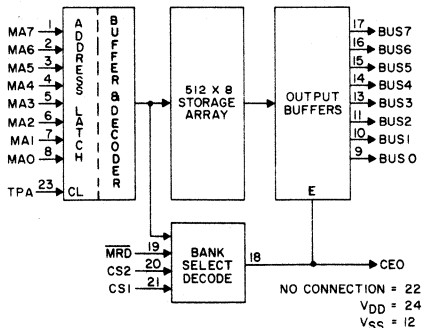 MA7 1
MA6 2
MA5 3
MA4 4
MA3 5
MA2 6
MA1 7
MA0 8
TPA 23 CL
ADDRESS LATCH
BUFFER & DECODER
512 X 8
STORAGE
ARRAY
OUTPUT
BUFFERS
E
17 BUS7
16 BUS6
15 BUS5
14 BUS4
13 BUS3
11 BUS2
10 BUS1
9 BUS0
MRD 19
CS2 20
CS1 21
BANK
SELECT
DECODE
18
CEO
NO CONNECTION = 22
VDD = 24
VSS = 12